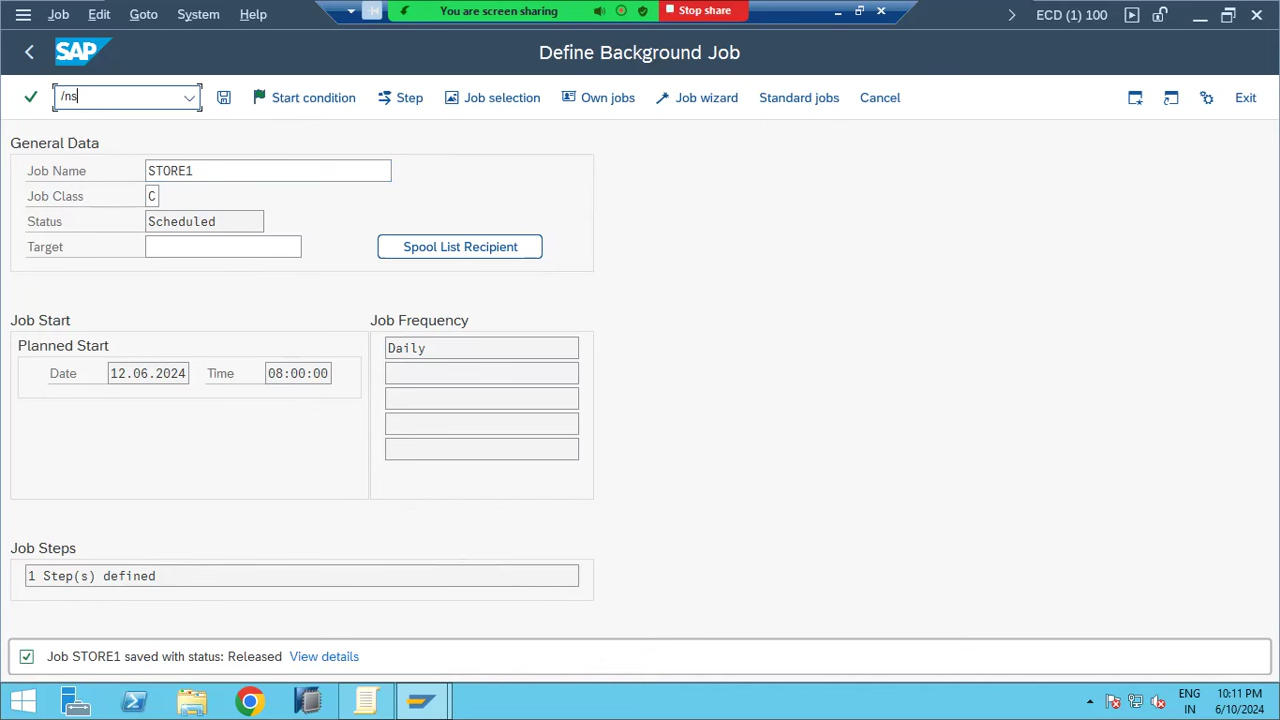 Job Edit Goto System Help
You are screen sharing
Stop share
ECD (1) 100
SAP
Define Background Job
/ns
Start condition Step Job selection Own jobs Job wizard Standard jobs Cancel Exit
General Data
Job Name STORE1
Job Class C
Status Scheduled
Target
Spool List Recipient
Job Start
Job Frequency
Planned Start
Daily
Date 12.06.2024 Time 08:00:00
Job Steps
1 Step(s) defined
Job STORE1 saved with status: Released View details
ENG 10:11 PM
IN 6/10/2024